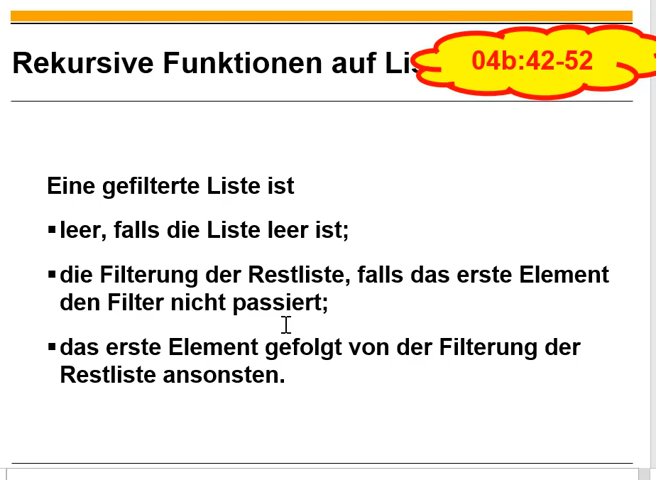 Rekursive Funktionen auf
04b:42-52
Eine gefilterte Liste ist
▪leer, falls die Liste leer ist;
▪die Filterung der Restliste, falls das erste Element
den Filter nicht passiert;
▪das erste Element gefolgt von der Filterung der
Restliste ansonsten.